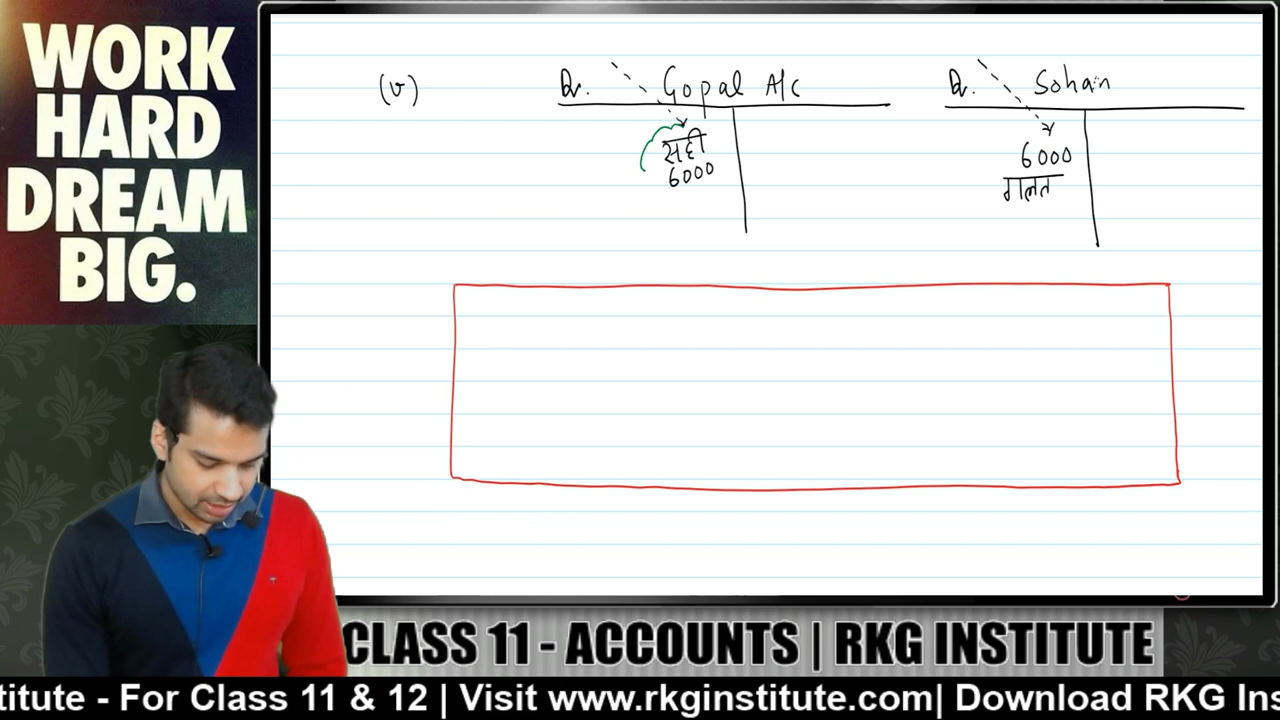 WORK
HARD
DREAM
BIG.
(v) Dr. Gopal A/c Dr. Sohan
सही
6000
6000
गलत
CLASS 11 - ACCOUNTS | RKG INSTITUTE
titute - For Class 11 & 12 | Visit www.rkginstitute.com| Download RKG Ins